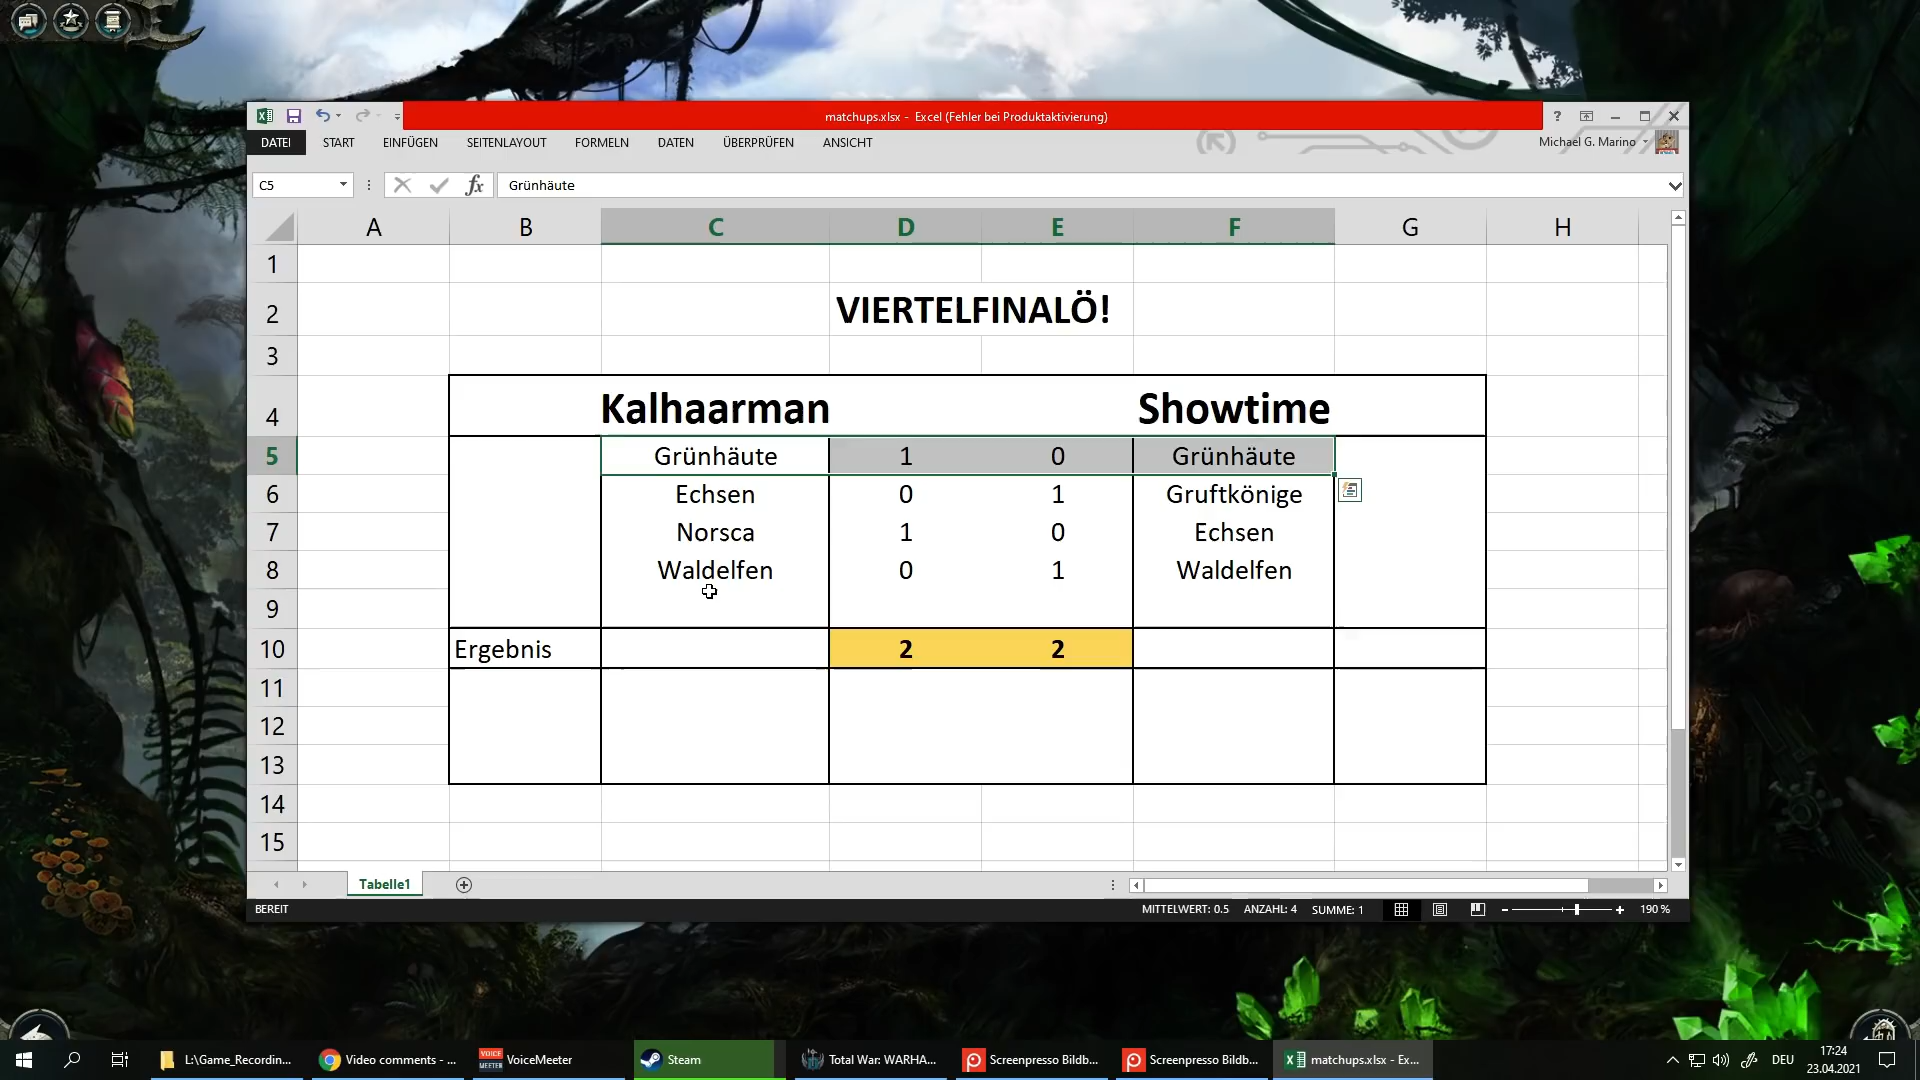 matchups.xlsx - Excel (Fehler bei Produktaktivierung)
?
DATEI START EINFÜGEN SEITENLAYOUT FORMELN DATEN ÜBERPRÜFEN ANSICHT Michael G. Marino
C5 fx Grünhäute
A B C D E F G H
1
2 VIERTELFINALÖ!
3
4 Kalhaarman Showtime
5 Grünhäute 1 0 Grünhäute
6 Echsen 0 1 Gruftkönige
7 Norsca 1 0 Echsen
8 Waldelfen 0 1 Waldelfen
9
10 Ergebnis 2 2
11
12
13
14
15
Tabelle1
BEREIT MITTELWERT: 0.5 ANZAHL: 4 SUMME: 1 190 %
L:\Game_Recordin... Video comments - ... VOICE MEETER VoiceMeeter Steam Total War: WARHA... Screenpresso Bildb... Screenpresso Bildb... matchups.xlsx - Ex... DEU 17:24
23.04.2021